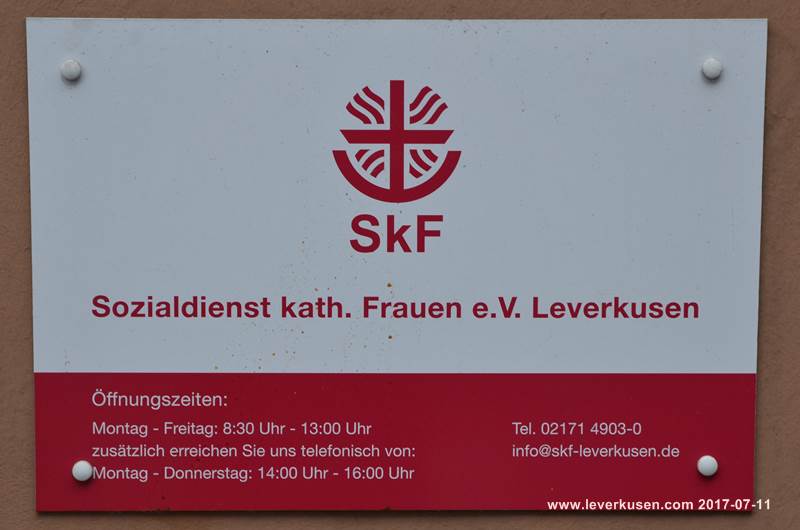 SkF
Sozialdienst kath. Frauen e.V. Leverkusen
Öffnungszeiten:
Montag - Freitag: 8:30 Uhr - 13:00 Uhr
zusätzlich erreichen Sie uns telefonisch von:
Montag - Donnerstag: 14:00 Uhr - 16:00 Uhr
Tel. 02171 4903-0
info@skf-leverkusen.de
www.leverkusen.com 2017-07-11